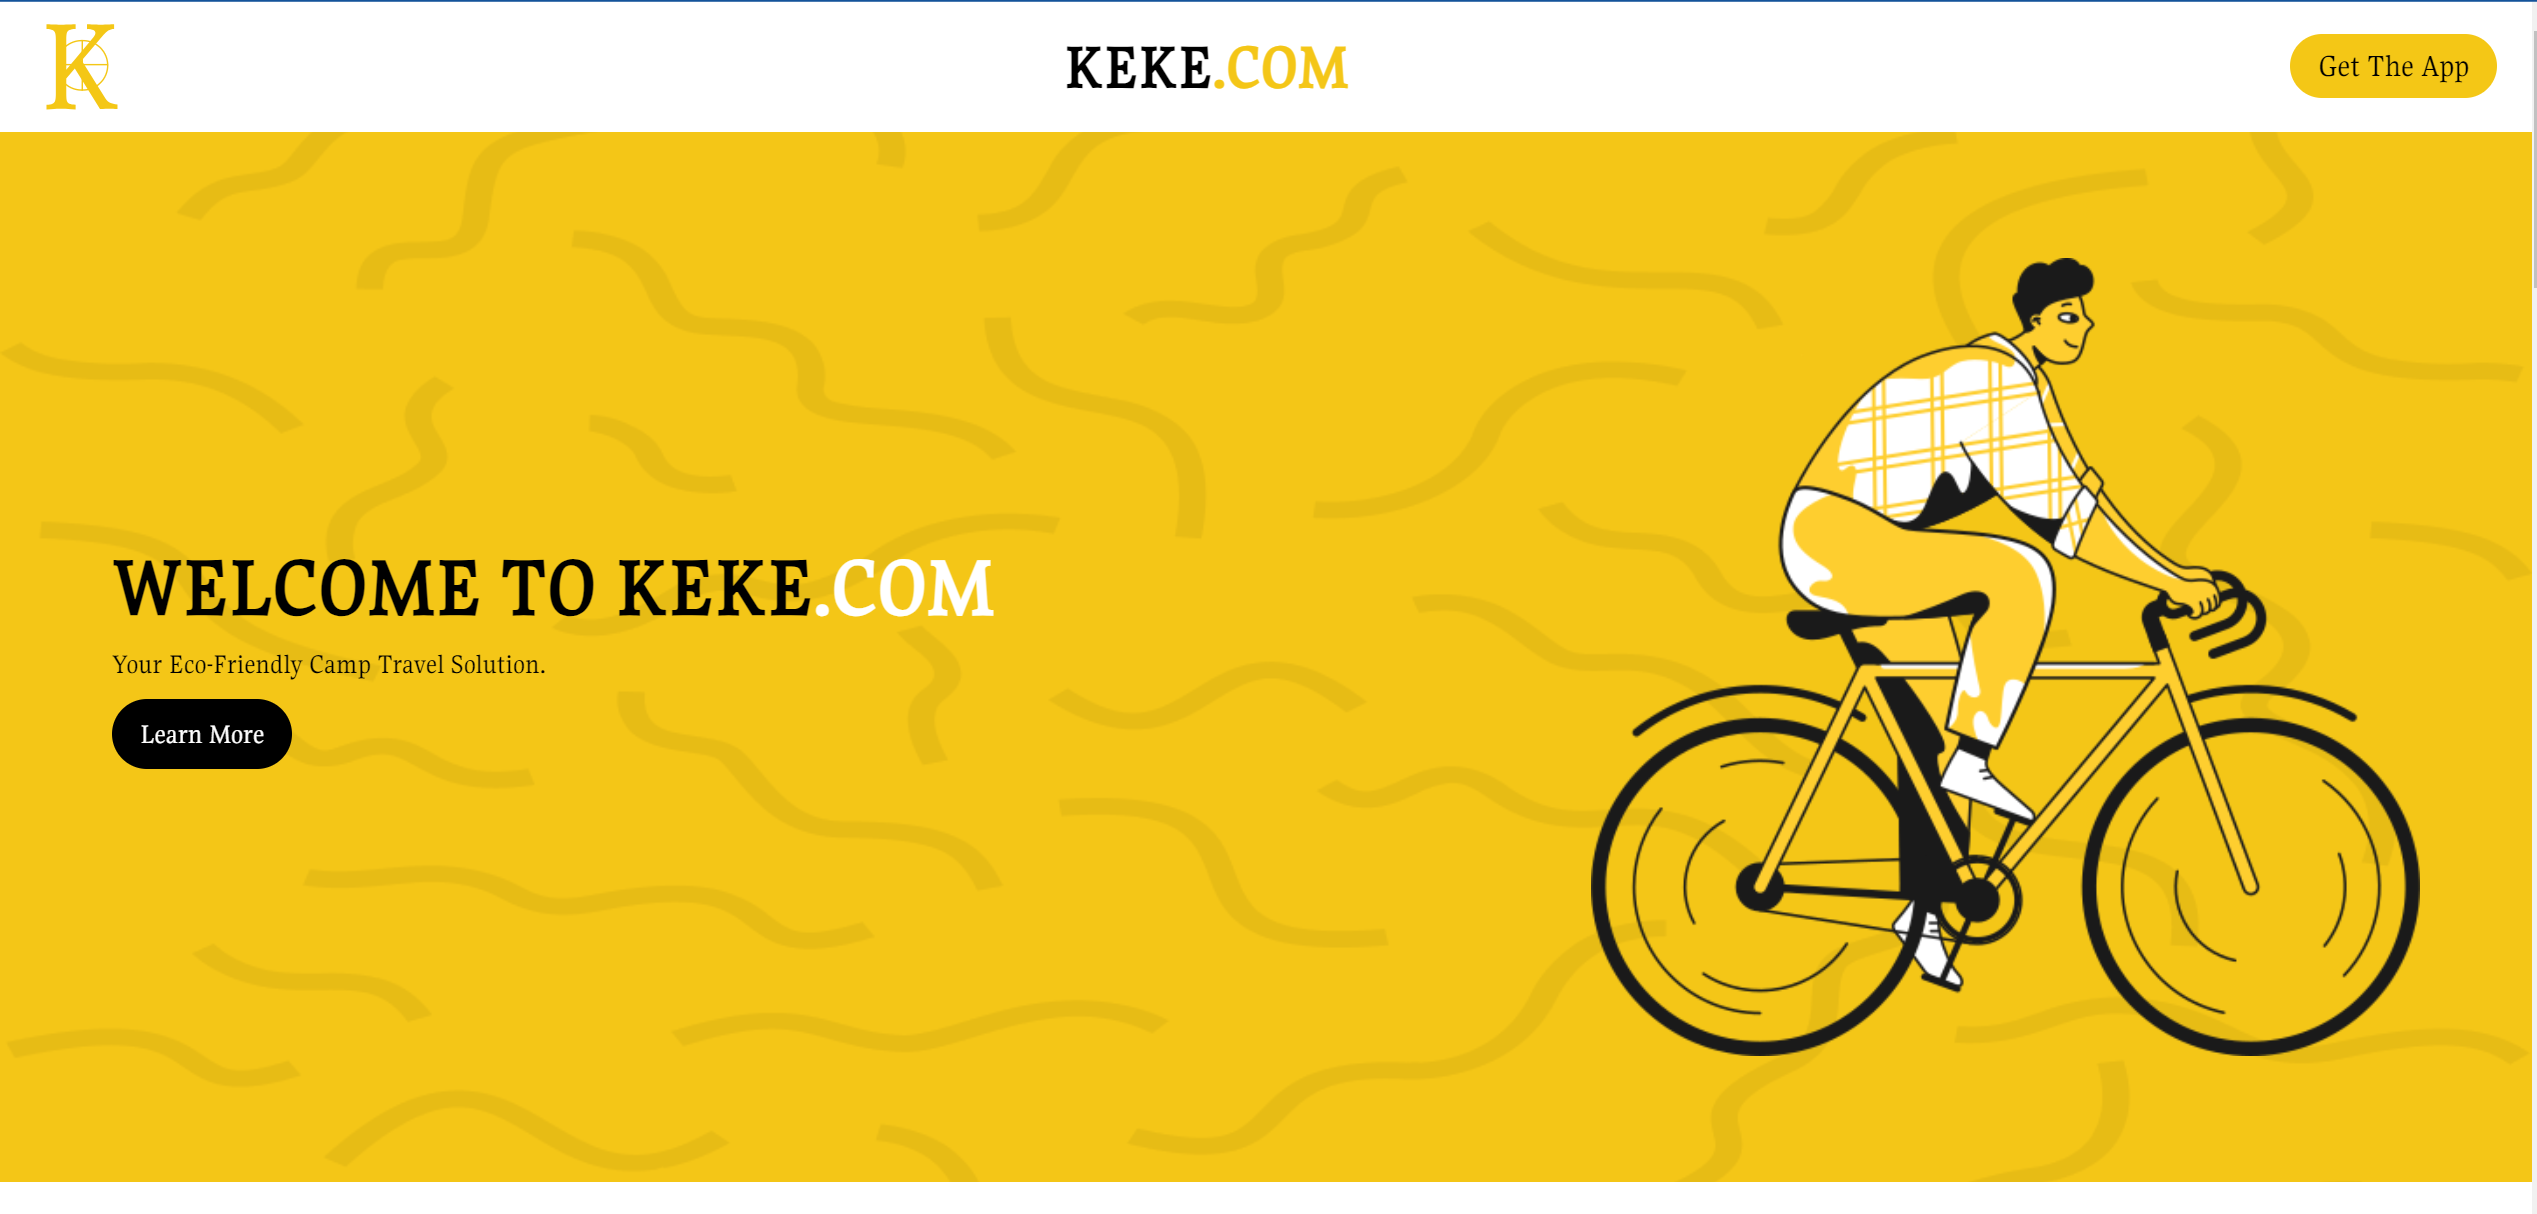 K
KEKE.COM
Get The App
WELCOME TO KEKE.COM
Your Eco-Friendly Camp Travel Solution.
Learn More